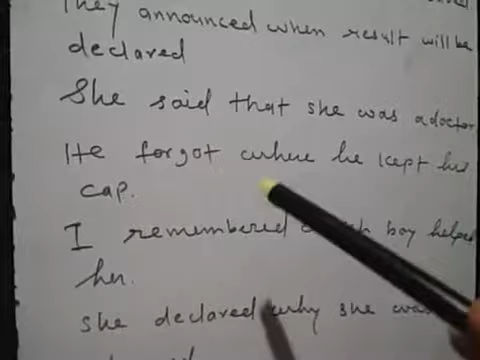 They announced when result will be
declared
She said that she was a doctor
He forgot where he kept his
cap.
I remembered boy helped
her.
she declared why she was